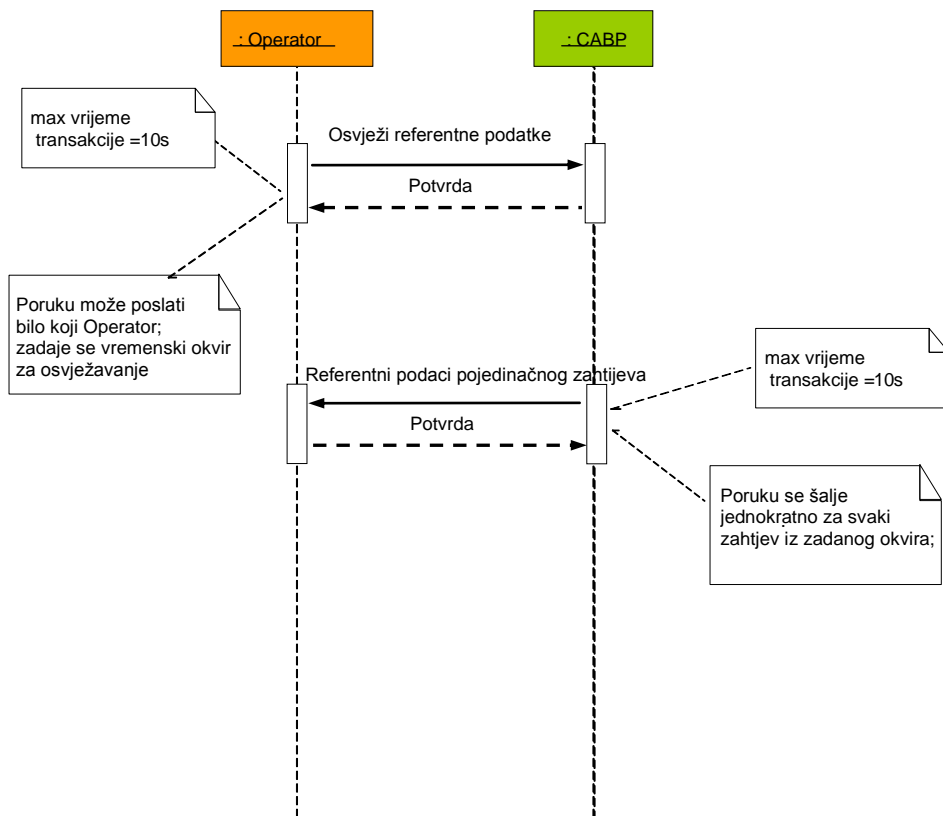 : Operator
: CABP
max vrijeme
transakcije =10s
Osvježi referentne podatke
Potvrda
Poruku može poslati
bilo koji Operator;
zadaje se vremenski okvir
za osvježavanje
Referentni podaci pojedinačnog zahtijeva
Potvrda
max vrijeme
transakcije =10s
Poruku se šalje
jednokratno za svaki
zahtjev iz zadanog okvira;